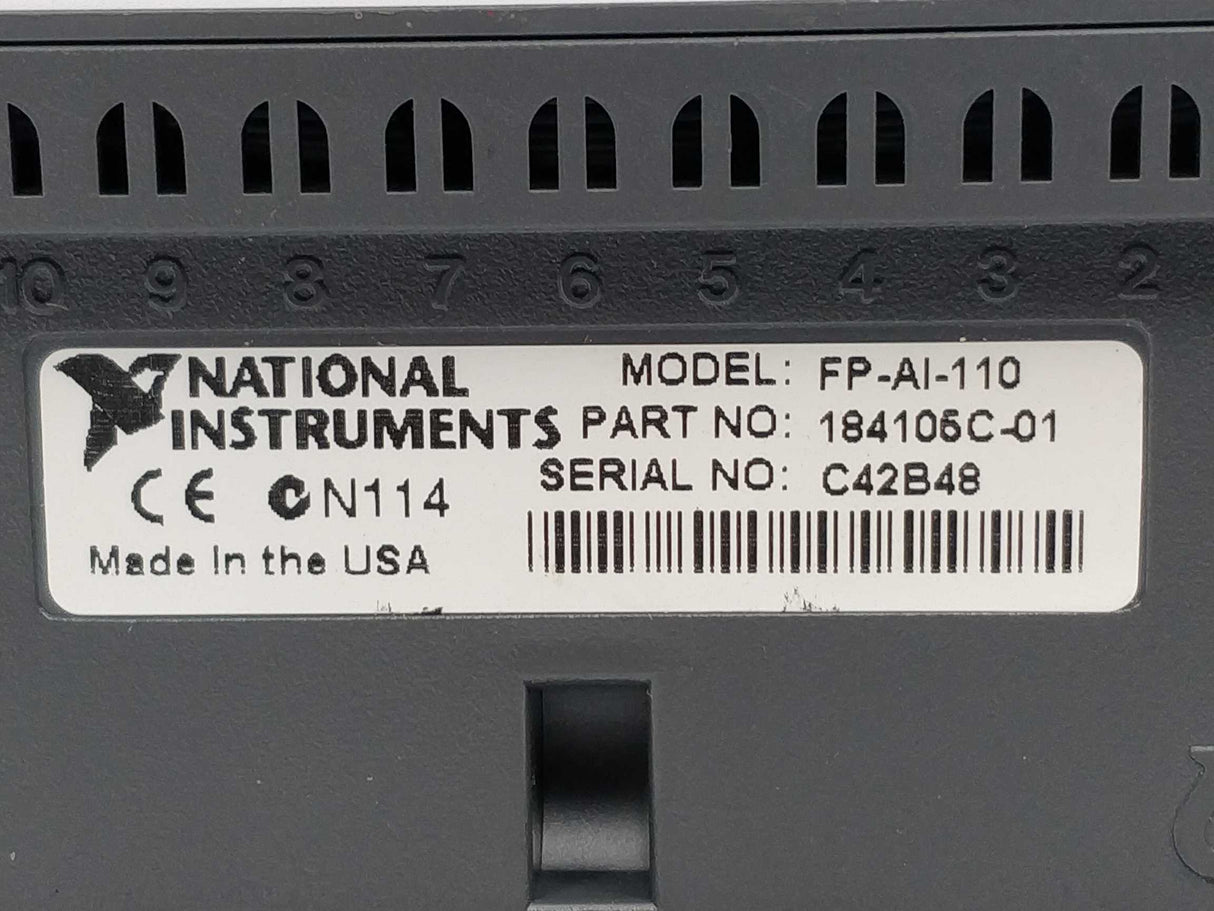 10 9 8 7 6 5 4 3 2
NATIONAL
INSTRUMENTS
MODEL: FP-AI-110
PART NO: 184105C-01
SERIAL NO: C42B48
CE N114
Made in the USA